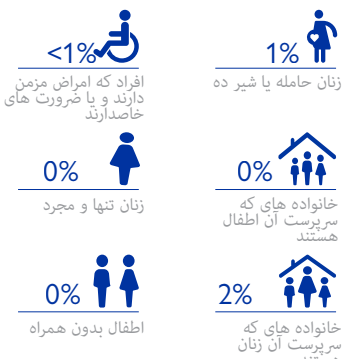 1%
زنان حامله یا شیر ده
<1%
افراد که امراض مزمن
دارند و یا ضرورت های
خاصدارند
0%
خانواده های که
سرپرست آن اطفال
هستند
0%
زنان تنها و مجرد
2%
خانواده های که
سرپرست آن زنان
0%
اطفال بدون همراه